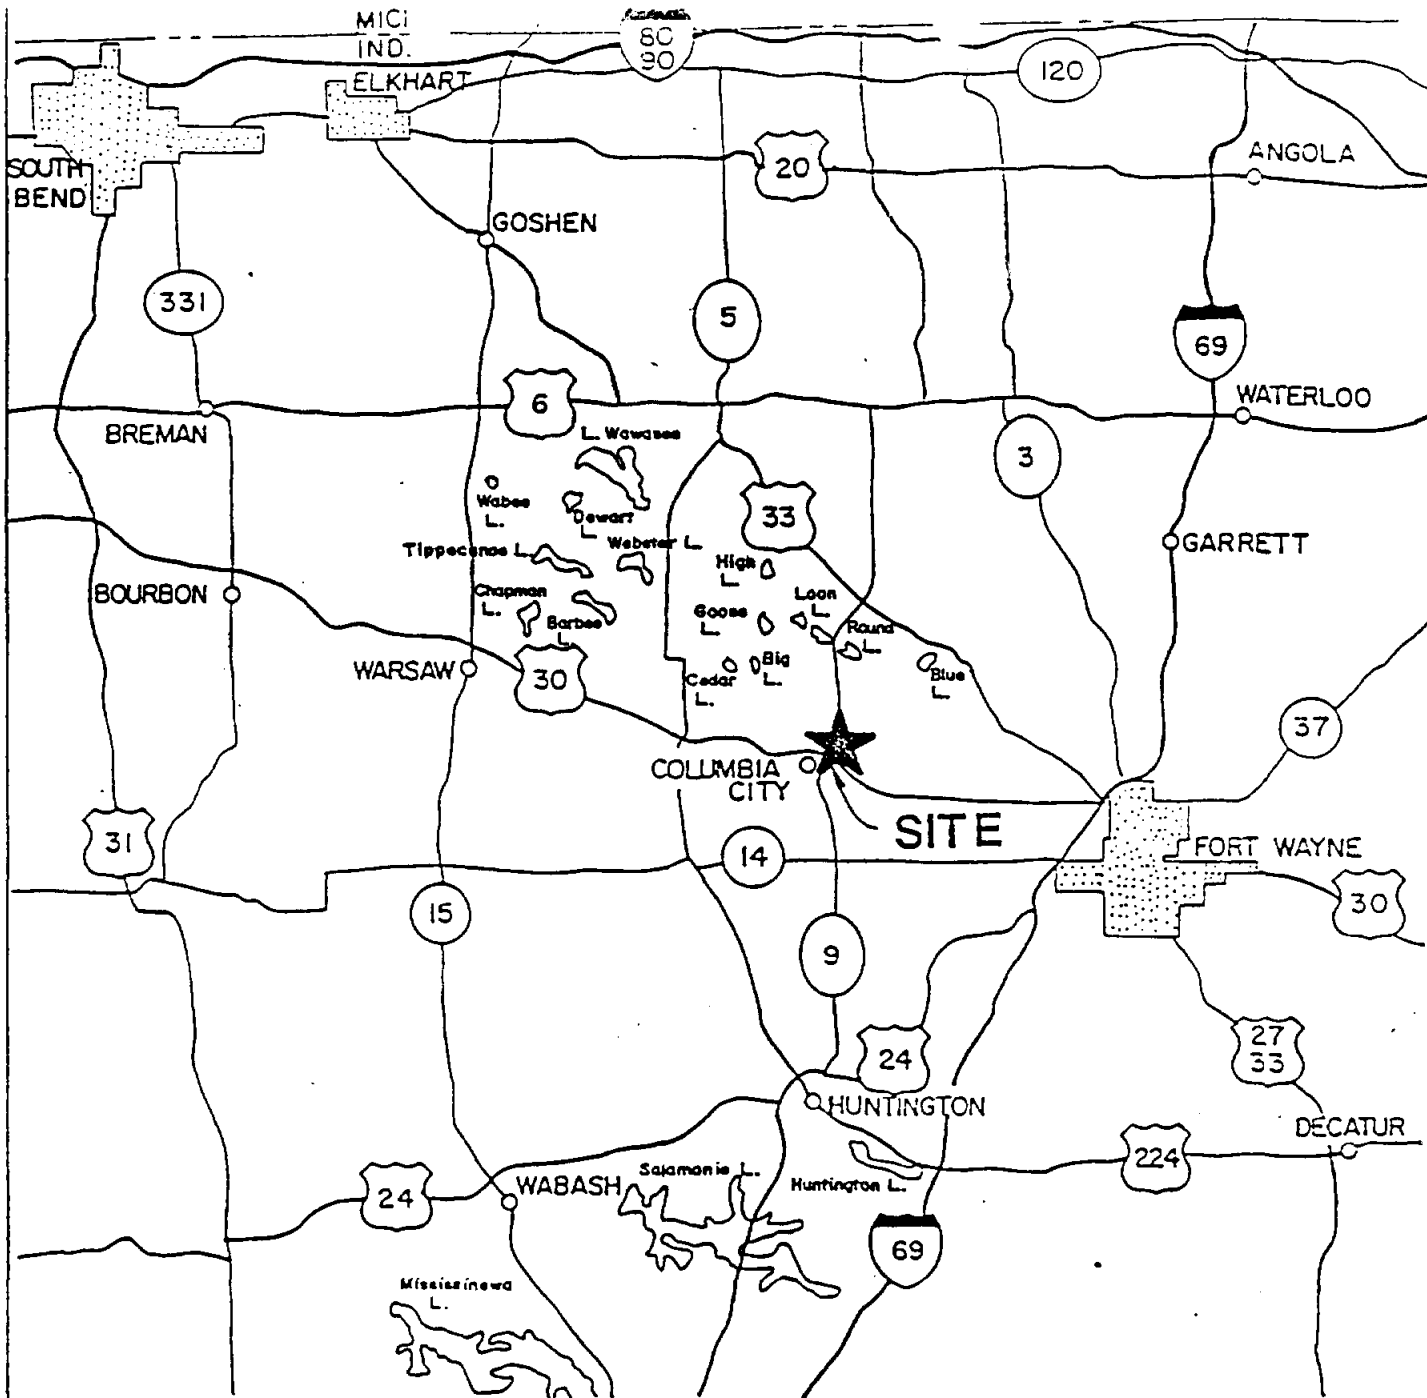 MICI
IND.
80
90
120
ELKHART
20
ANGOLA
SOUTH
BEND
GOSHEN
331
5
69
6
WATERLOO
BREMAN
L. Wawasee
3
Wabee
L.
Dewart
L.
33
Tippecanoe L.
Webster L.
GARRETT
High
L.
BOURBON
Chapman
L.
Loon
L.
Goose
L.
Barbee
L.
Round
L.
WARSAW
30
Big
L.
Cedar
L.
Blue
L.
37
COLUMBIA
CITY
SITE
31
14
FORT WAYNE
15
30
9
24
27
33
HUNTINGTON
DECATUR
224
Salamonie L.
Huntington L.
24
WABASH
69
Mississinewa
L.